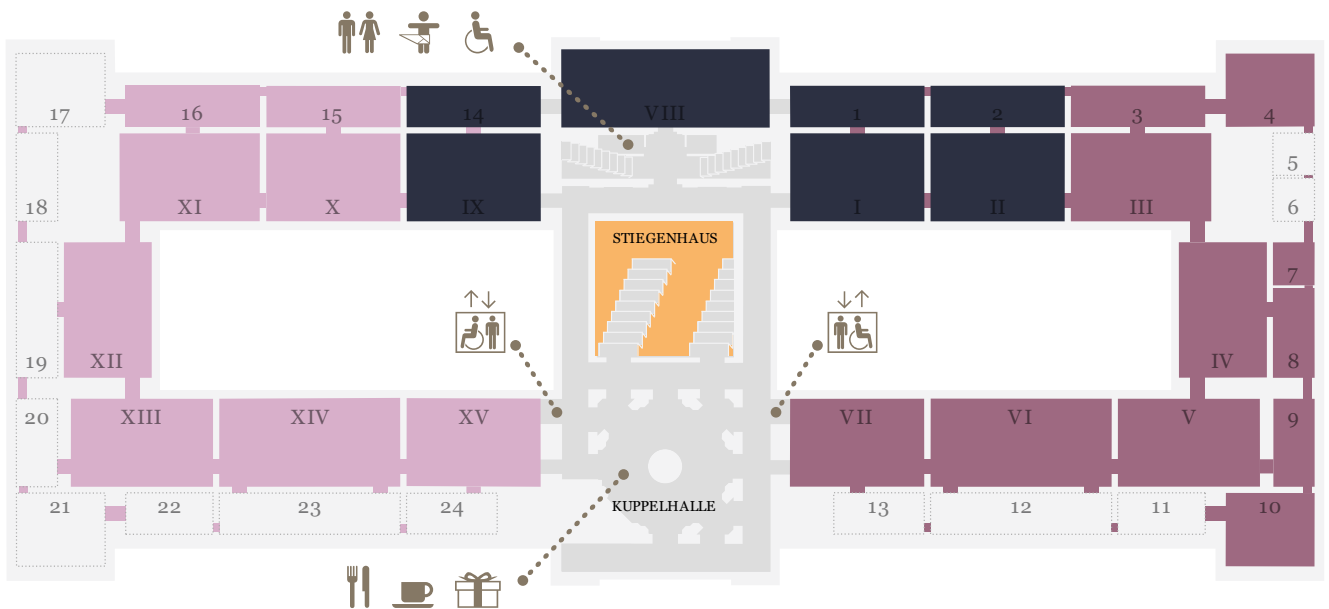 17
16
15
14
VIII
1
2
3
4
5
18
XI
X
IX
I
II
III
6
STIEGENHAUS
7
19
XII
IV
8
20
XIII
XIV
XV
VII
VI
V
9
21
22
23
24
KUPPELHALLE
13
12
11
10